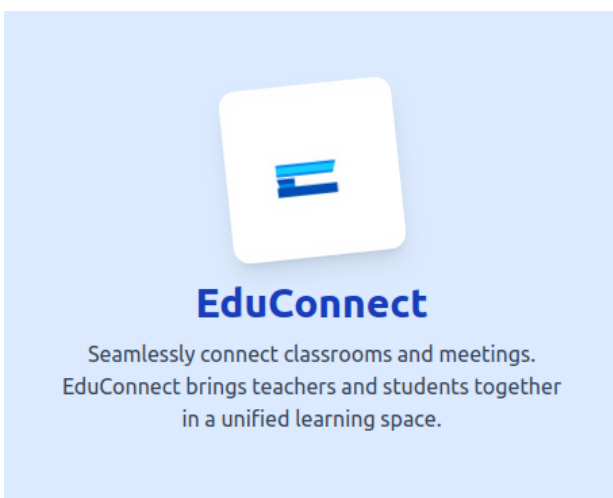 EduConnect
Seamlessly connect classrooms and meetings.
EduConnect brings teachers and students together
in a unified learning space.